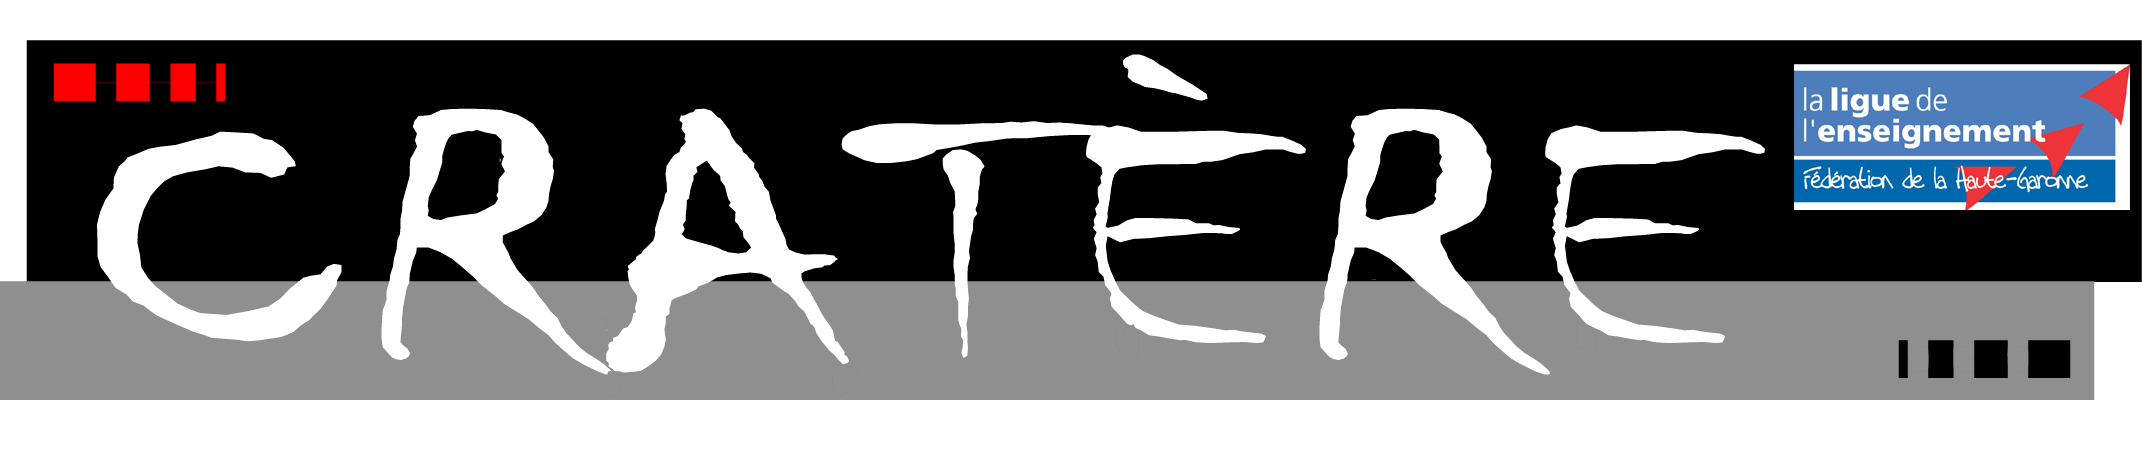 CRATÈRE
la ligue de
l'enseignement
Fédération de la Haute-Garonne